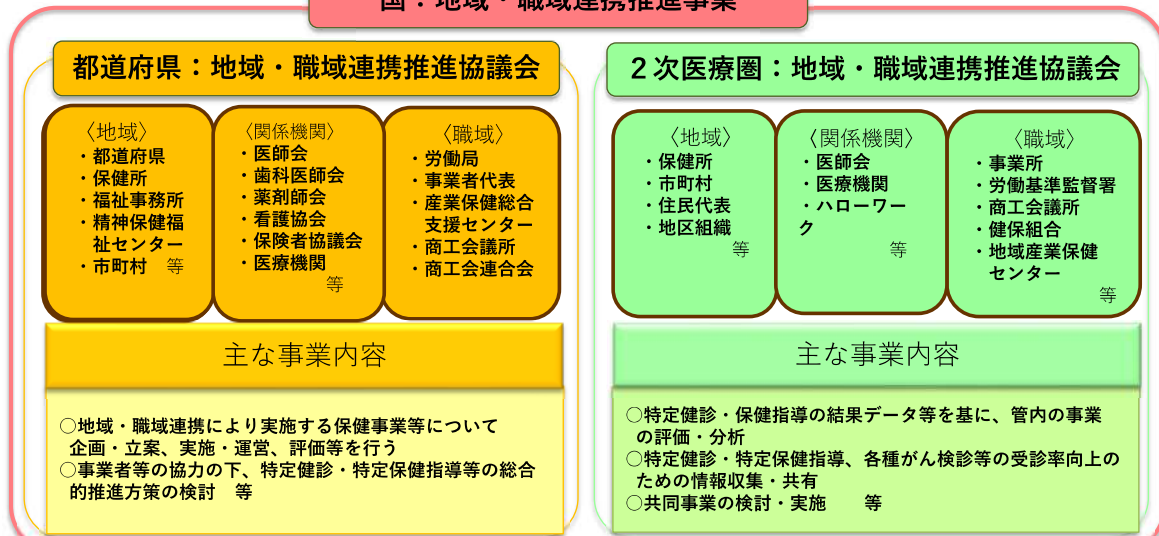 国：地域・職域連携推進事業
都道府県：地域・職域連携推進協議会
〈地域〉
・都道府県
・保健所
・福祉事務所
・精神保健福
祉センター
・市町村　等
〈関係機関〉
・医師会
・歯科医師会
・薬剤師会
・看護協会
・保険者協議会
・医療機関
等
〈職域〉
・労働局
・事業者代表
・産業保健総合
支援センター
・商工会議所
・商工会連合会
主な事業内容
○地域・職域連携により実施する保健事業等について
企画・立案、実施・運営、評価等を行う
○事業者等の協力の下、特定健診・特定保健指導等の総合
的推進方策の検討　等
２次医療圏：地域・職域連携推進協議会
〈地域〉
・保健所
・市町村
・住民代表
・地区組織
等
〈関係機関〉
・医師会
・医療機関
・ハローワー
ク
等
〈職域〉
・事業所
・労働基準監督署
・商工会議所
・健保組合
・地域産業保健
センター
等
主な事業内容
○特定健診・保健指導の結果データ等を基に、管内の事業
の評価・分析
○特定健診・特定保健指導、各種がん検診等の受診率向上の
ための情報収集・共有
○共同事業の検討・実施　　等